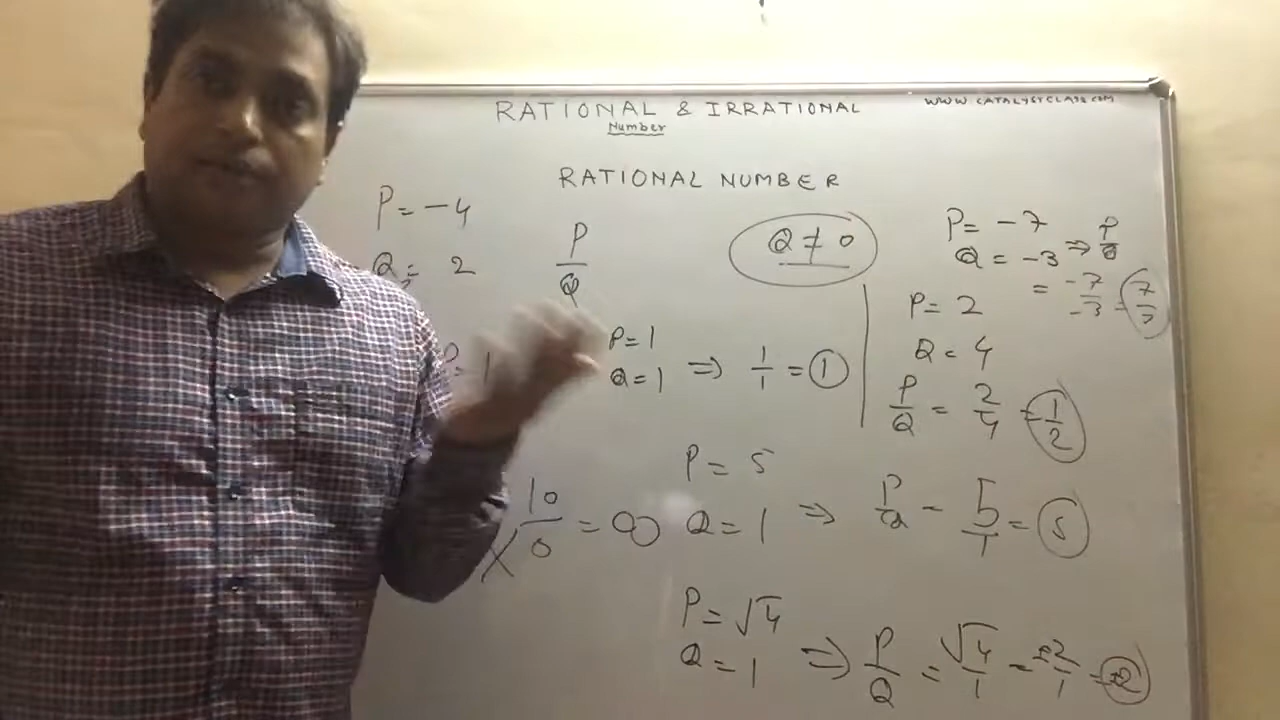 RATIONAL & IRRATIONAL
Number
WWW.CATALYSTCLASS.COM
RATIONAL NUMBER
P = -4
Q = 2
P/Q
Q ≠ 0
P = -7
Q = -3 ⇒ P/Q
= -7/-3 = 7/3
P = 1
Q = 1 ⇒ 1/1 = 1
P = 2
Q = 4
P/Q = 2/4 = 1/2
P = 1
10/0 = ∞
P = 5
Q = 1 ⇒ P/Q = 5/1 = 5
P = √4
Q = 1 ⇒ P/Q = √4/1 = ±2/1 = ±2